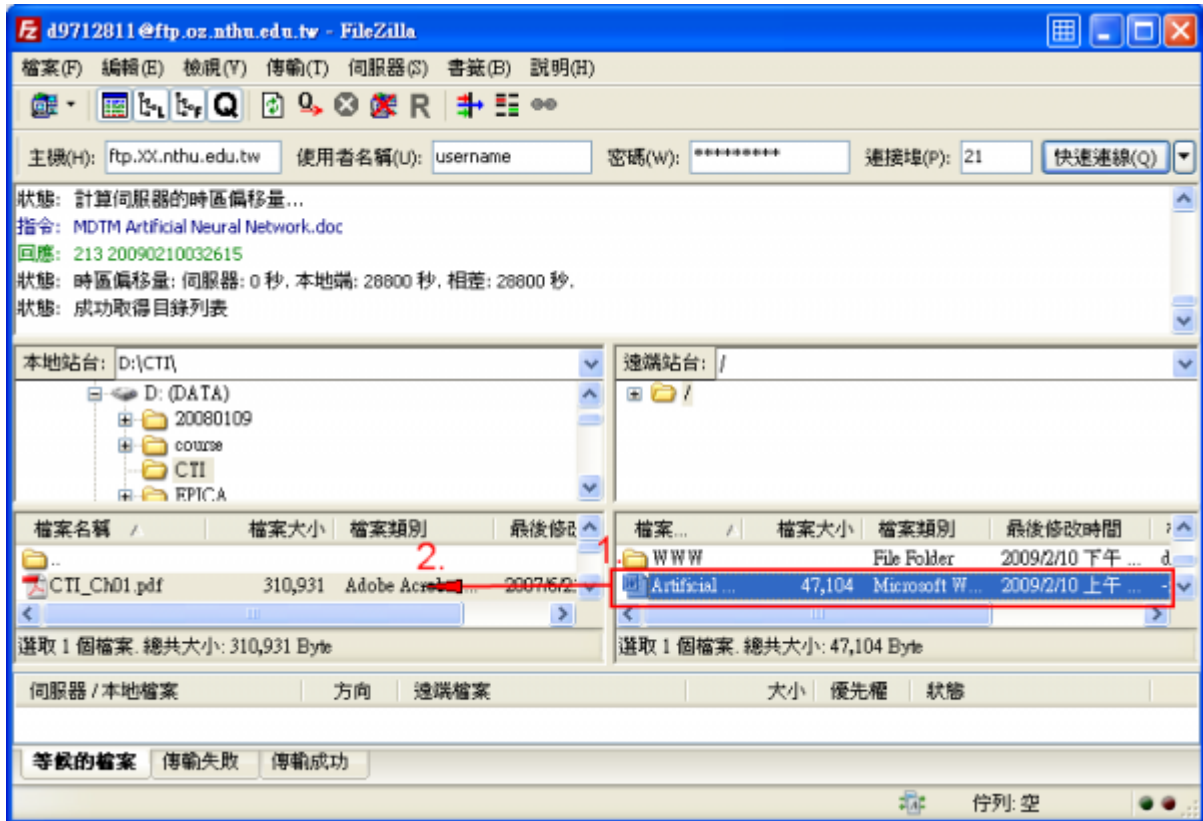 d9712811@ftp.oz.nthu.edu.tw - FileZilla
檔案(F) 編輯(E) 檢視(V) 傳輸(T) 伺服器(S) 書籤(B) 說明(H)
主機(H): ftp.XX.nthu.edu.tw 使用者名稱(U): username 密碼(W): ********* 連接埠(P): 21 快速連線(Q)
狀態: 計算伺服器的時區偏移量...
指令: MDTM Artificial Neural Network.doc
回應: 213 20090210032615
狀態: 時區偏移量: 伺服器: 0 秒. 本地端: 28800 秒. 相差: 28800 秒.
狀態: 成功取得目錄列表
本地站台: D:\CTI\ 遠端站台: /
D: (DATA) /
20080109
course
CTI
EPICA
檔案名稱 / 檔案大小 檔案類別 最後修改 檔案... / 檔案大小 檔案類別 最後修改時間
.. 2. 1. WWW File Folder 2009/2/10 下午 ... d...
CTI_Ch01.pdf 310,931 Adobe Acrobat ... 2007/6/2 Artificial ... 47,104 Microsoft W... 2009/2/10 上午 ...
選取 1 個檔案. 總共大小: 310,931 Byte 選取 1 個檔案. 總共大小: 47,104 Byte
伺服器 / 本地檔案 方向 遠端檔案 大小 優先權 狀態
等候的檔案 傳輸失敗 傳輸成功
佇列: 空